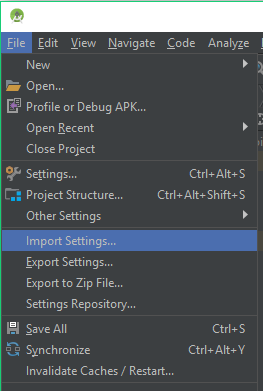 File Edit View Navigate Code Analyze
New
Open...
Profile or Debug APK...
Open Recent
Close Project
Settings... Ctrl+Alt+S
Project Structure... Ctrl+Alt+Shift+S
Other Settings
Import Settings...
Export Settings...
Export to Zip File...
Settings Repository...
Save All Ctrl+S
Synchronize Ctrl+Alt+Y
Invalidate Caches / Restart...